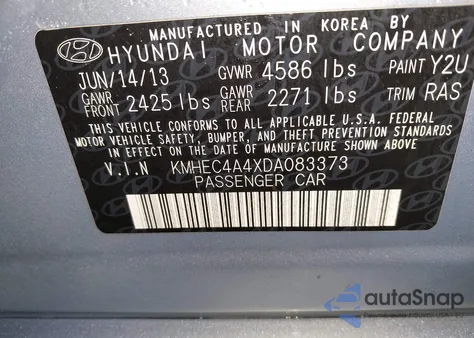 MANUFACTURED IN KOREA BY
HYUNDAI MOTOR COMPANY
JUN/14/13 GVWR 4586 lbs PAINT Y2U
GAWR FRONT 2425 lbs GAWR REAR 2271 lbs TRIM RAS
THIS VEHICLE CONFORMS TO ALL APPLICABLE U.S.A. FEDERAL
MOTOR VEHICLE SAFETY, BUMPER, AND THEFT PREVENTION STANDARDS
IN EFFECT ON THE DATE OF MANUFACTURE SHOWN ABOVE
V.I.N KMHEC4A4XDA083373
PASSENGER CAR
autoSnap